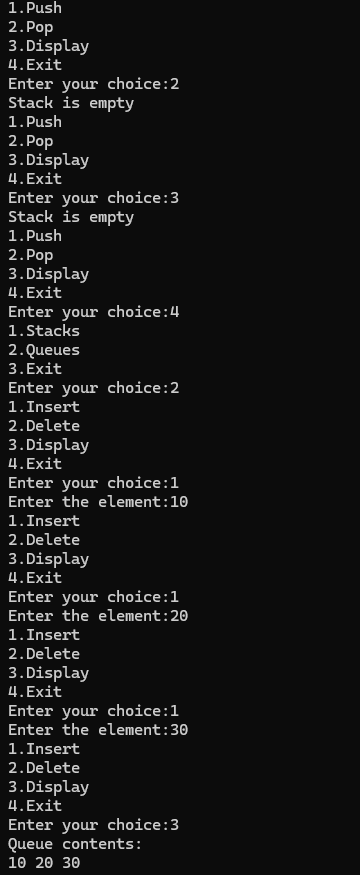 1.Push
2.Pop
3.Display
4.Exit
Enter your choice:2
Stack is empty
1.Push
2.Pop
3.Display
4.Exit
Enter your choice:3
Stack is empty
1.Push
2.Pop
3.Display
4.Exit
Enter your choice:4
1.Stacks
2.Queues
3.Exit
Enter your choice:2
1.Insert
2.Delete
3.Display
4.Exit
Enter your choice:1
Enter the element:10
1.Insert
2.Delete
3.Display
4.Exit
Enter your choice:1
Enter the element:20
1.Insert
2.Delete
3.Display
4.Exit
Enter your choice:1
Enter the element:30
1.Insert
2.Delete
3.Display
4.Exit
Enter your choice:3
Queue contents:
10 20 30